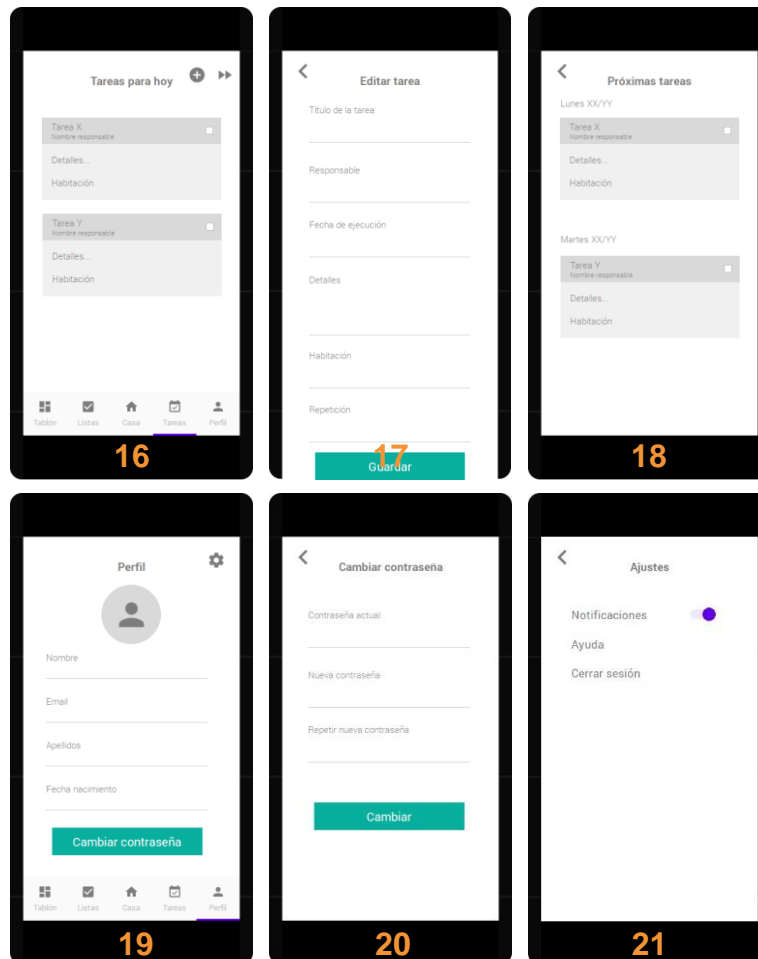 Tareas para hoy
Tarea X
Nombre responsable
Detalles...
Habitación
Tarea Y
Nombre responsable
Detalles...
Habitación
Tablón Listas Casa Tareas Perfil
16
Editar tarea
Título de la tarea
Responsable
Fecha de ejecución
Detalles
Habitación
Repetición
Guardar
17
Próximas tareas
Lunes XX/YY
Tarea X
Nombre responsable
Detalles...
Habitación
Martes XX/YY
Tarea Y
Nombre responsable
Detalles...
Habitación
18
Perfil
Nombre
Email
Apellidos
Fecha nacimiento
Cambiar contraseña
Tablón Listas Casa Tareas Perfil
19
Cambiar contraseña
Contraseña actual
Nueva contraseña
Repetir nueva contraseña
Cambiar
20
Ajustes
Notificaciones
Ayuda
Cerrar sesión
21